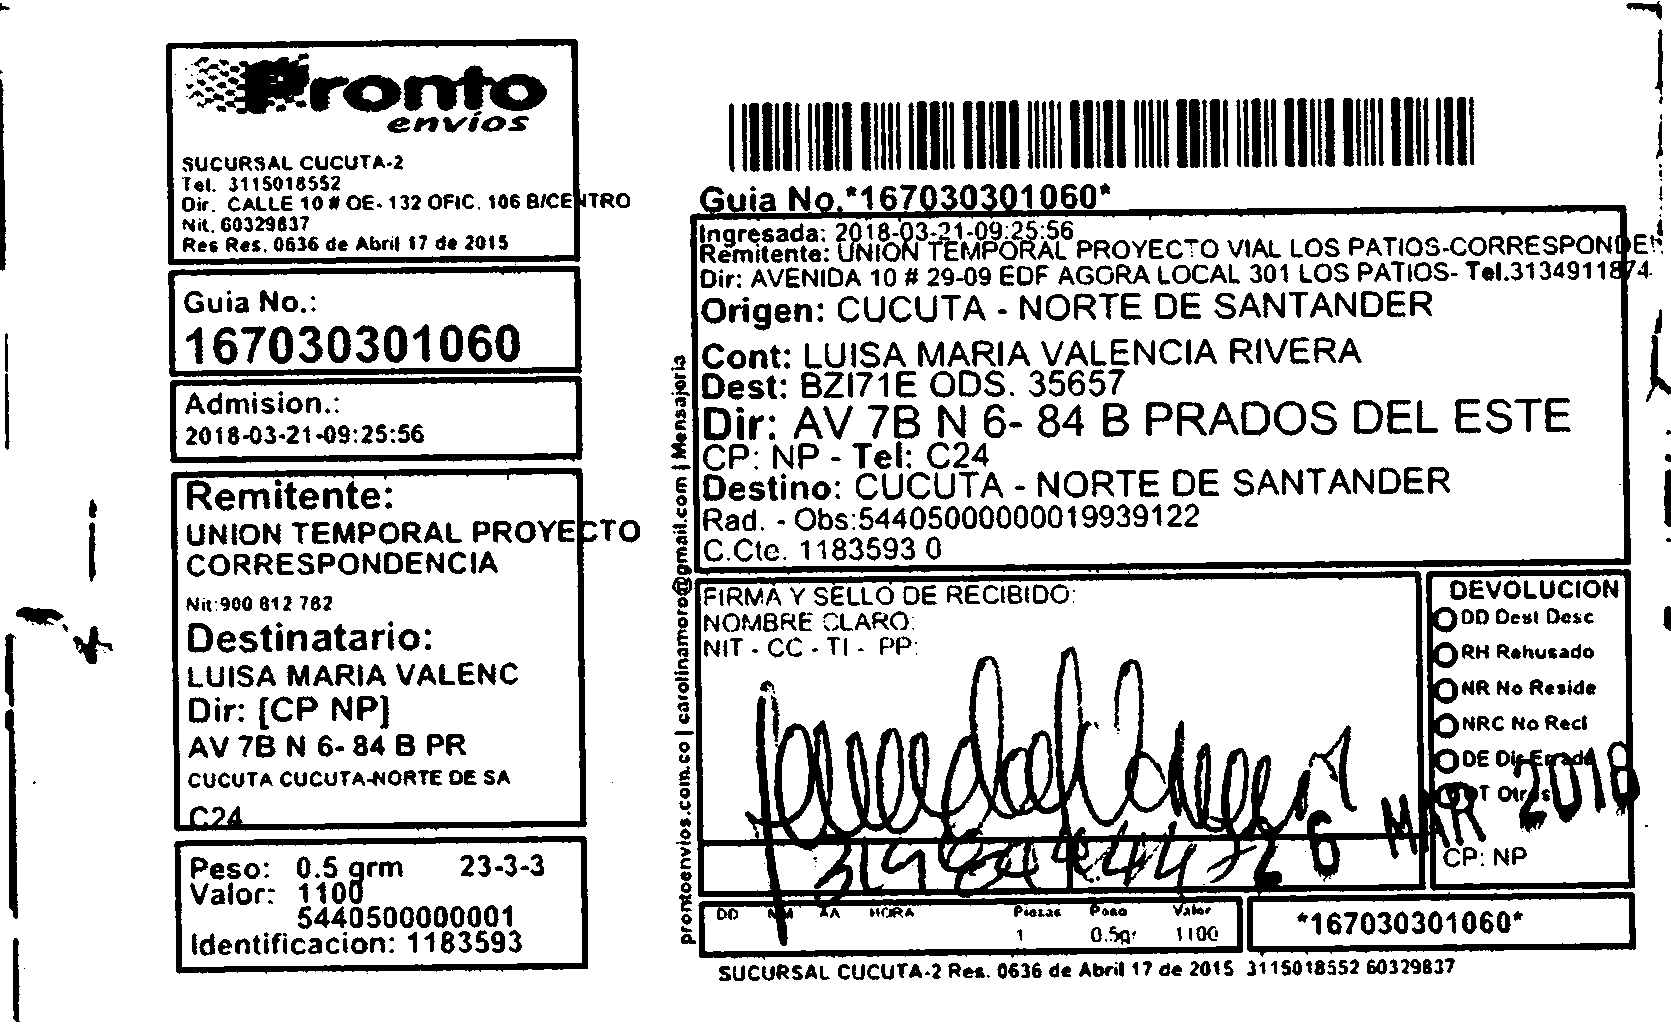 Pronto
envíos
SUCURSAL CUCUTA-2
Tel. 3115018552
Dir. CALLE 10 # OE- 132 OFIC. 106 B/CENTRO
Nit. 60329837
Res Res. 0636 de Abril 17 de 2015
Guia No.:
167030301060
Admision.:
2018-03-21-09:25:56
Remitente:
UNION TEMPORAL PROYECTO
CORRESPONDENCIA
Nit:900 812 782
Destinatario:
LUISA MARIA VALENC
Dir: [CP NP]
AV 7B N 6- 84 B PR
CUCUTA CUCUTA-NORTE DE SA
C24
Peso: 0.5 grm 23-3-3
Valor: 1100
5440500000001
Identificacion: 1183593
prontoenvios.com.co | carolinamoro@gmail.com | Mensajeria
Guia No.*167030301060*
Ingresada: 2018-03-21-09:25:56
Remitente: UNION TEMPORAL PROYECTO VIAL LOS PATIOS-CORRESPONDE
Dir: AVENIDA 10 # 29-09 EDF AGORA LOCAL 301 LOS PATIOS- Tel.3134911874
Origen: CUCUTA - NORTE DE SANTANDER
Cont: LUISA MARIA VALENCIA RIVERA
Dest: BZI71E ODS. 35657
Dir: AV 7B N 6- 84 B PRADOS DEL ESTE
CP: NP - Tel: C24
Destino: CUCUTA - NORTE DE SANTANDER
Rad. - Obs:54405000000019939122
C.Cte. 1183593 0
FIRMA Y SELLO DE RECIBIDO:
NOMBRE CLARO:
NIT - CC - TI - PP:
26 MAR 2018
DEVOLUCION
DD Dest Desc
RH Rehusado
NR No Reside
NRC No Recl
DE Dir Errada
OT Otros
CP: NP
DD MM AA HORA Piezas Peso Valor
1 0.5gr 1100
*167030301060*
SUCURSAL CUCUTA-2 Res. 0636 de Abril 17 de 2015 3115018552 60329837